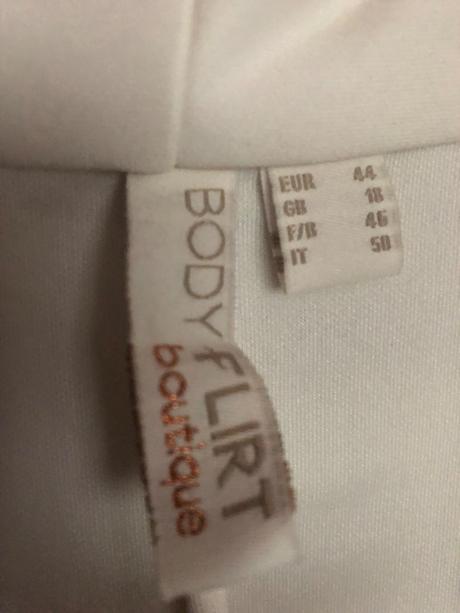 BODY FLIRT
boutique
EUR 44
GB 18
F/B 46
IT 50